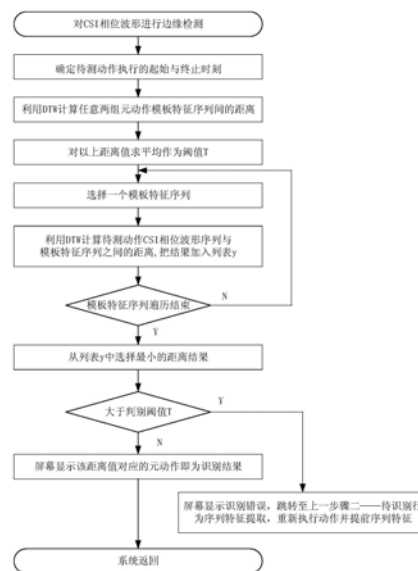 对CSI相位波形进行边缘检测
确定待测动作执行的起始与终止时刻
利用DTW计算任意两组元动作模板特征序列间的距离
对以上距离值求平均作为阈值T
选择一个模板特征序列
利用DTW计算待测动作CSI相位波形序列与
模板特征序列之间的距离,把结果加入列表y
模板特征序列遍历结束
N
Y
从列表y中选择最小的距离结果
大于判别阈值T
Y
N
屏幕显示该距离值对应的元动作即为识别结果
屏幕显示识别错误，跳转至上一步骤二——待识别行
为序列特征提取，重新执行动作并提前序列特征
系统返回